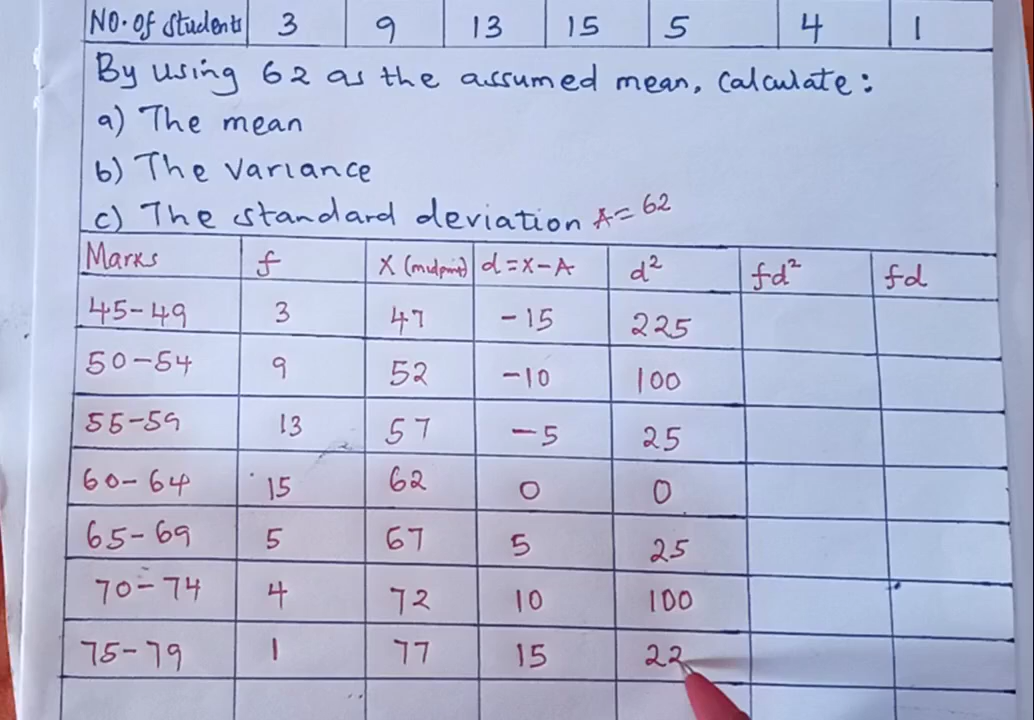 No. of Students 3 9 13 15 5 4 1
By using 62 as the assumed mean, Calculate:
a) The mean
b) The variance
c) The standard deviation A=62
Marks f X (midpoint) d=X-A d² fd² fd
45-49 3 47 -15 225
50-54 9 52 -10 100
55-59 13 57 -5 25
60-64 15 62 0 0
65-69 5 67 5 25
70-74 4 72 10 100
75-79 1 77 15 22